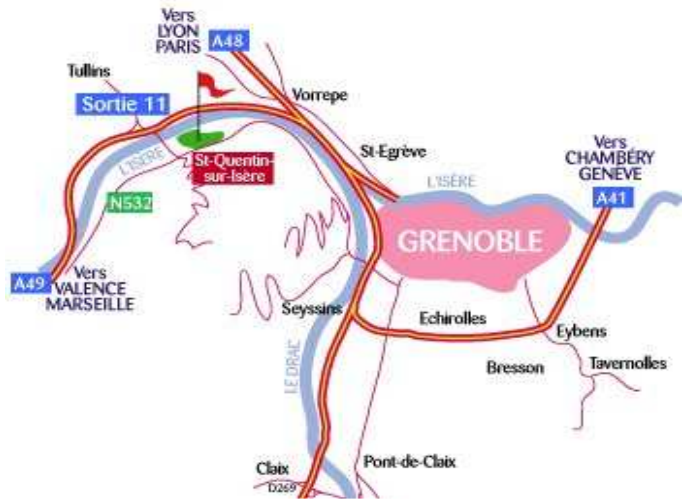 Vers
LYON
PARIS
A48
Tullins
Sortie 11
Vorrepe
L'ISÈRE
St-Quentin-
sur-Isère
St-Egrève
Vers
CHAMBÉRY
GENEVE
A41
L'ISÈRE
N532
GRENOBLE
A49
Vers
VALENCE
MARSEILLE
Seyssins
Echirolles
Eybens
Bresson
Tavernolles
LE DRAC
Claix
D269
Pont-de-Claix